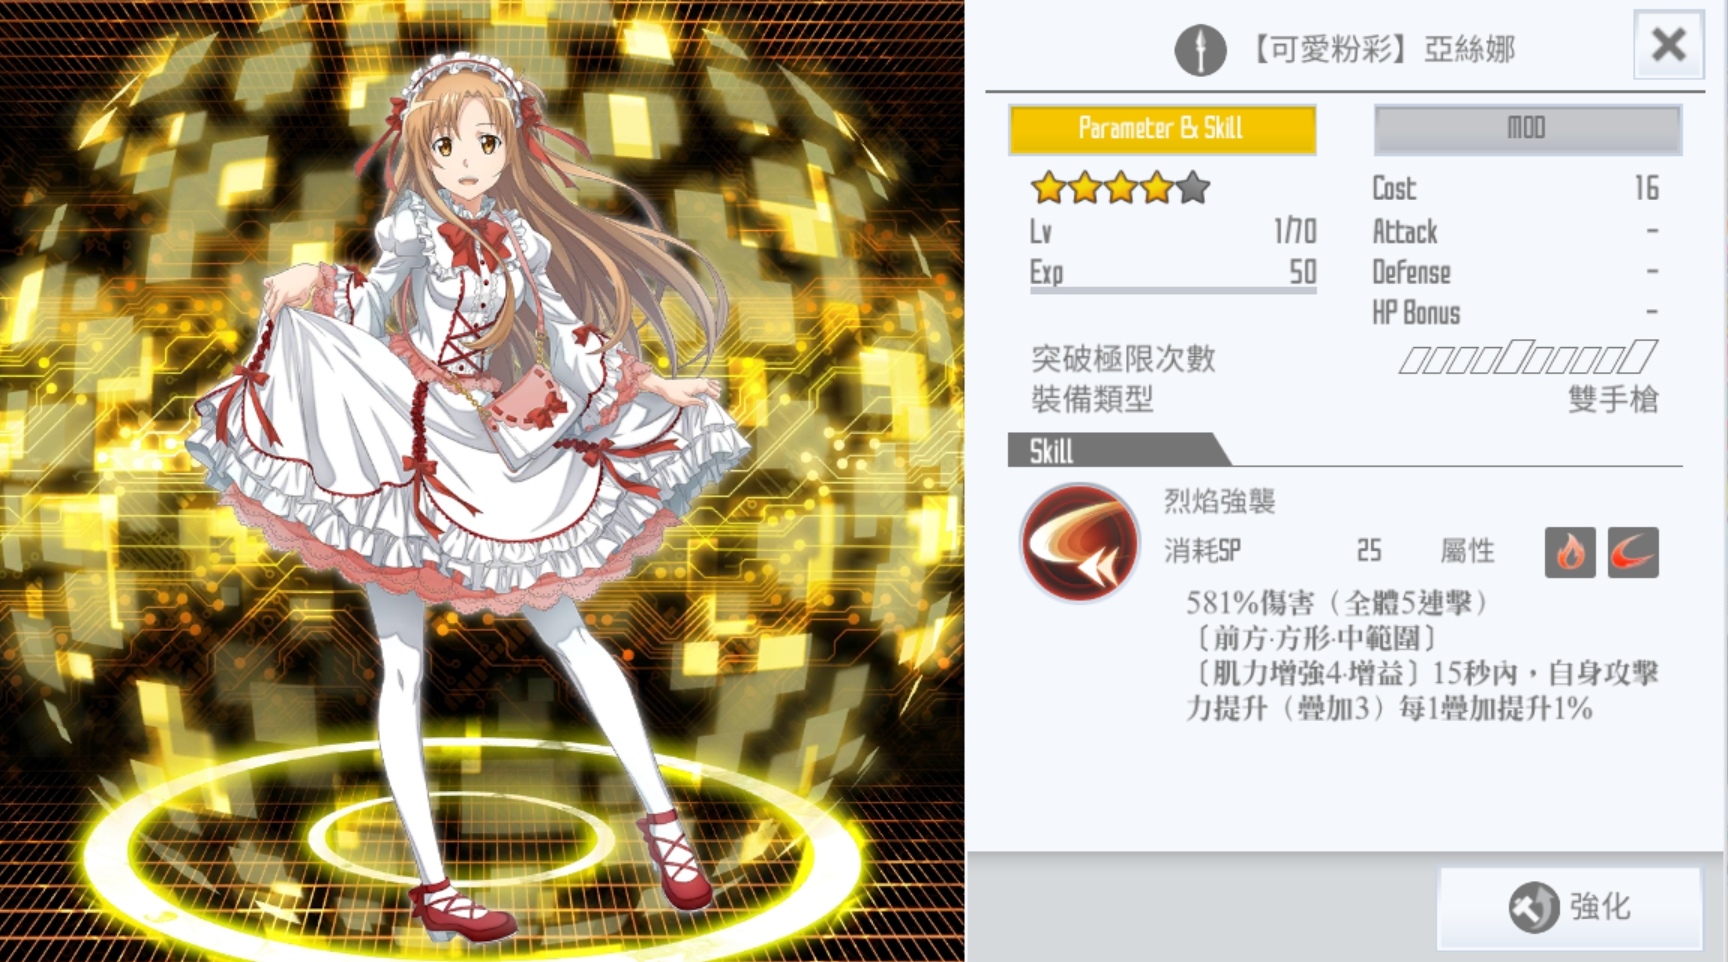 【可愛粉彩】亞絲娜
Parameter & Skill
MOD
Lv 1/70
Exp 50
Cost 16
Attack -
Defense -
HP Bonus -
突破極限次數
裝備類型 雙手槍
Skill
烈焰強襲
消耗SP 25 屬性
581%傷害（全體5連擊）
〔前方·方形·中範圍〕
〔肌力增強4·增益〕15秒內，自身攻擊
力提升（疊加3）每1疊加提升1%
強化